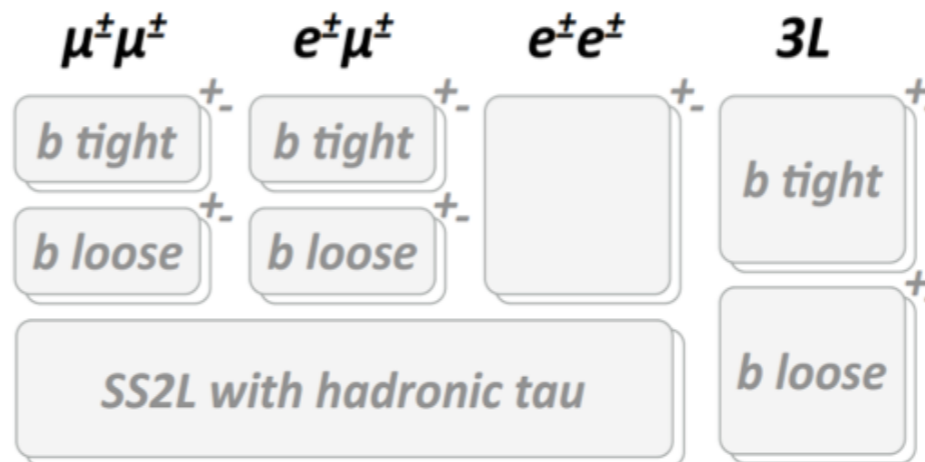 μ±μ± e±μ± e±e± 3L
+- +- +- +
b tight b tight b tight
+- +-
b loose b loose
+
b loose
SS2L with hadronic tau